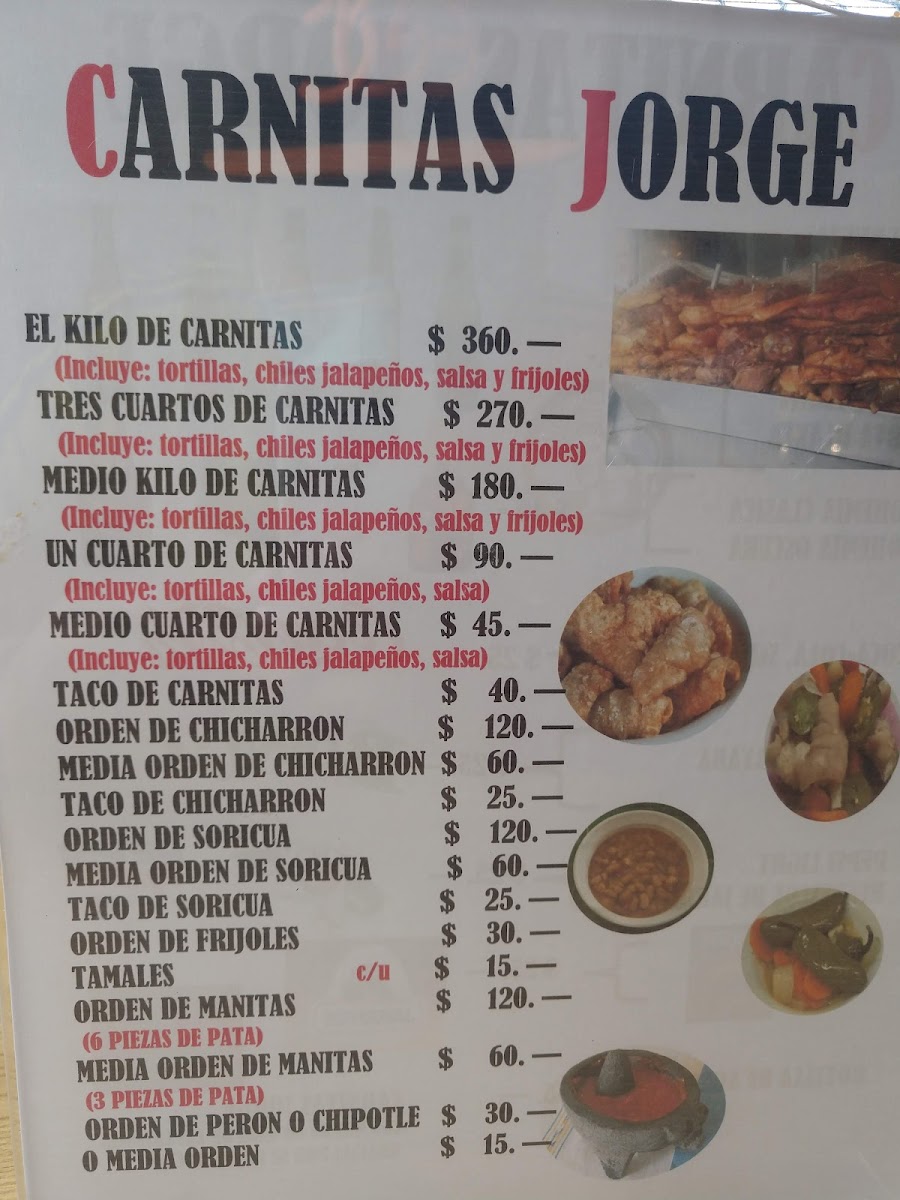 CARNITAS JORGE
EL KILO DE CARNITAS $ 360. —
(Incluye: tortillas, chiles jalapeños, salsa y frijoles)
TRES CUARTOS DE CARNITAS $ 270. —
(Incluye: tortillas, chiles jalapeños, salsa y frijoles)
MEDIO KILO DE CARNITAS $ 180. —
(Incluye: tortillas, chiles jalapeños, salsa y frijoles)
UN CUARTO DE CARNITAS $ 90. —
(Incluye: tortillas, chiles jalapeños, salsa)
MEDIO CUARTO DE CARNITAS $ 45. —
(Incluye: tortillas, chiles jalapeños, salsa)
TACO DE CARNITAS $ 40. —
ORDEN DE CHICHARRON $ 120. —
MEDIA ORDEN DE CHICHARRON $ 60. —
TACO DE CHICHARRON $ 25. —
ORDEN DE SORICUA $ 120. —
MEDIA ORDEN DE SORICUA $ 60. —
TACO DE SORICUA $ 25. —
ORDEN DE FRIJOLES $ 30. —
TAMALES c/u $ 15. —
ORDEN DE MANITAS $ 120. —
(6 PIEZAS DE PATA)
MEDIA ORDEN DE MANITAS $ 60. —
(3 PIEZAS DE PATA)
ORDEN DE PERON O CHIPOTLE $ 30. —
O MEDIA ORDEN $ 15. —